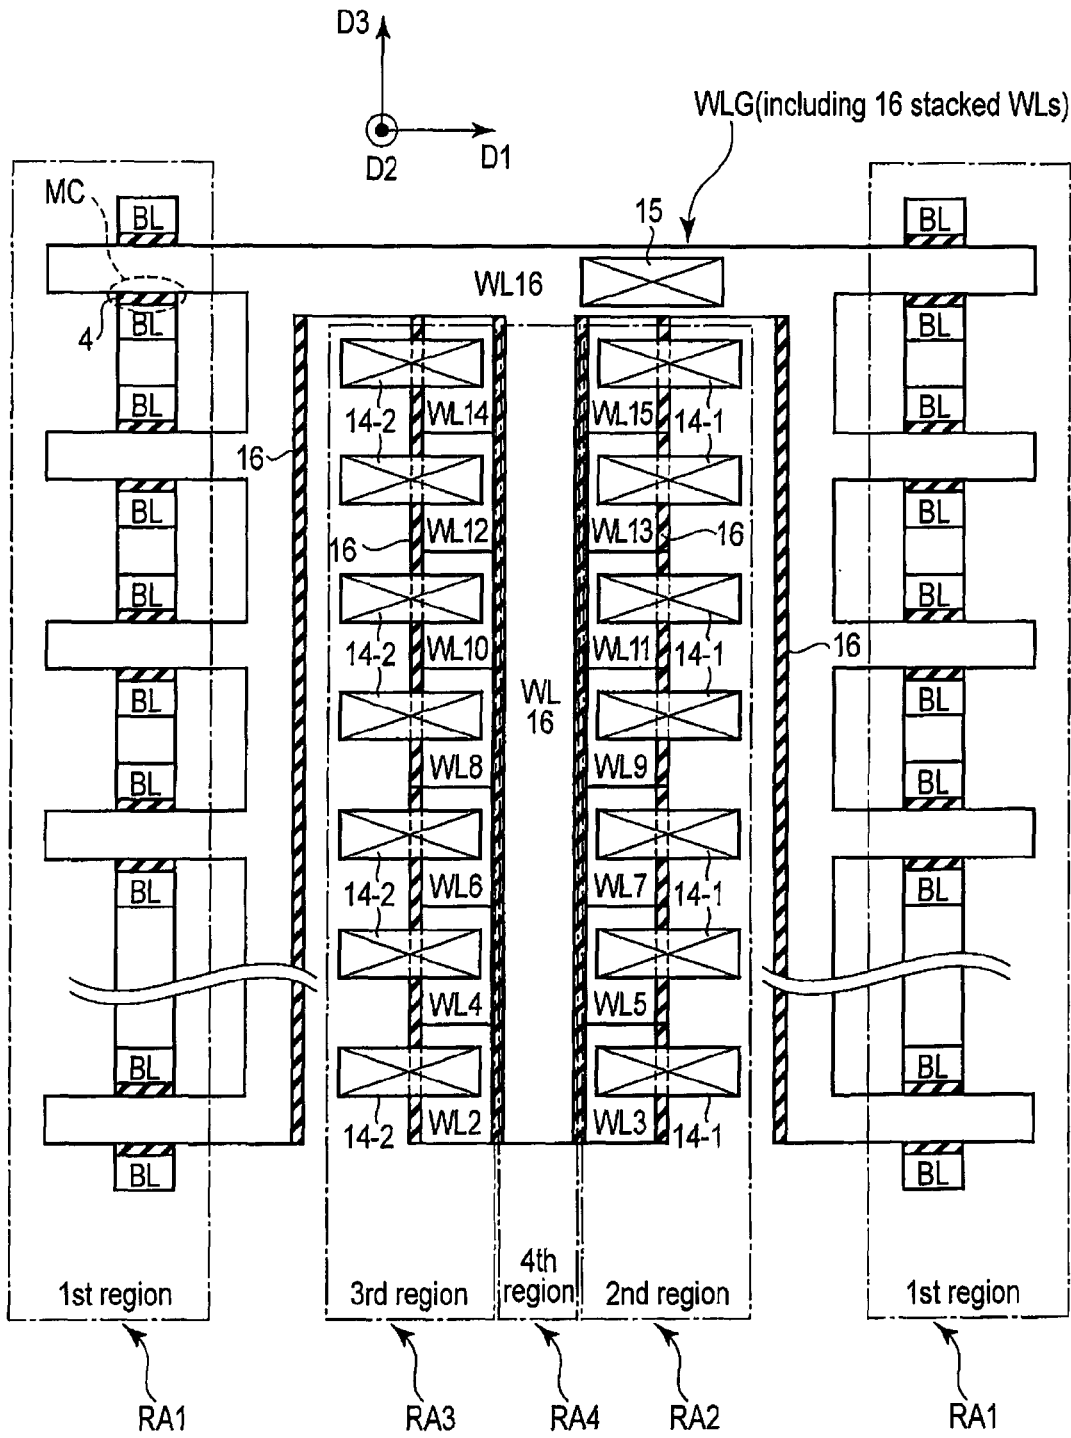 D3
D2
D1
WLG(including 16 stacked WLs)
MC
BL
15
BL
WL16
4
BL
BL
14-2
WL14
WL15
14-1
BL
BL
16
BL
16
WL12
WL13
16
BL
BL
BL
14-2
WL10
WL11
14-1
16
BL
WL
16
BL
BL
WL8
WL9
BL
BL
14-2
WL6
WL7
14-1
BL
WL4
WL5
BL
BL
14-2
WL2
WL3
14-1
BL
BL
1st region
3rd region
4th
region
2nd region
1st region
RA1
RA3
RA4
RA2
RA1